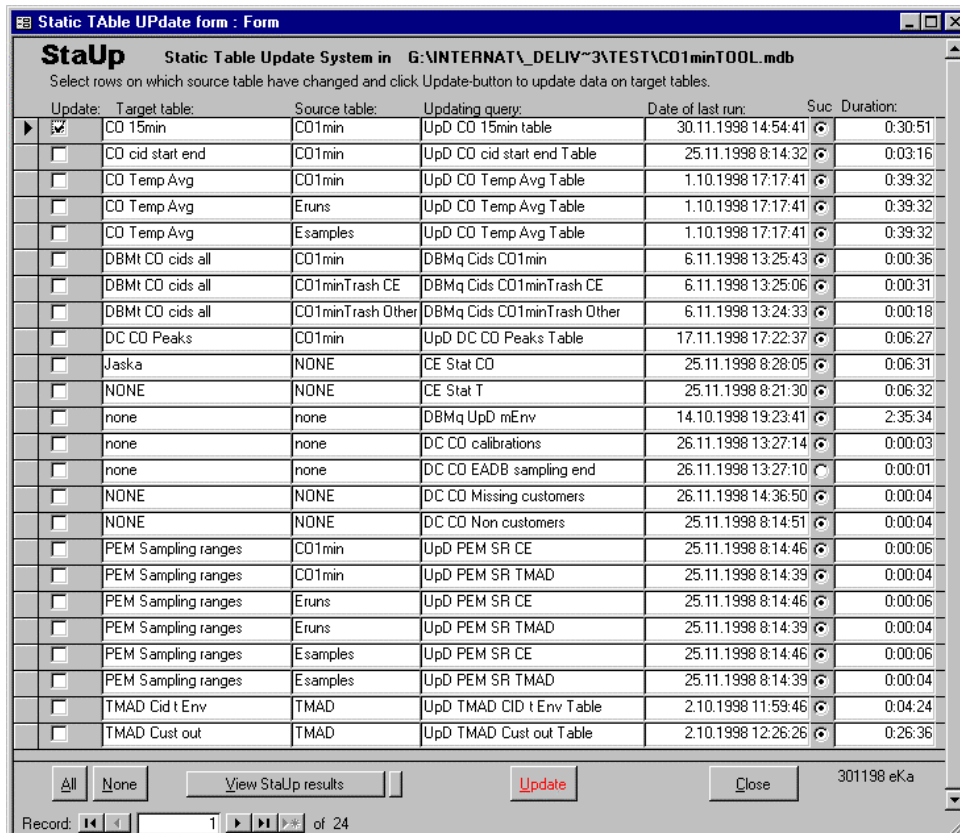 Static TAble UPdate form : Form
StaUp Static Table Update System in G:\INTERNAT\_DELIV~3\TEST\CO1minTOOL.mdb
Select rows on which source table have changed and click Update-button to update data on target tables.
Update: Target table: Source table: Updating query: Date of last run: Suc Duration:
CO 15min CO1min UpD CO 15min table 30.11.1998 14:54:41 0:30:51
CO cid start end CO1min UpD CO cid start end Table 25.11.1998 8:14:32 0:03:16
CO Temp Avg CO1min UpD CO Temp Avg Table 1.10.1998 17:17:41 0:39:32
CO Temp Avg Eruns UpD CO Temp Avg Table 1.10.1998 17:17:41 0:39:32
CO Temp Avg Esamples UpD CO Temp Avg Table 1.10.1998 17:17:41 0:39:32
DBMt CO cids all CO1min DBMq Cids CO1min 6.11.1998 13:25:43 0:00:36
DBMt CO cids all CO1minTrash CE DBMq Cids CO1minTrash CE 6.11.1998 13:25:06 0:00:31
DBMt CO cids all CO1minTrash Other DBMq Cids CO1minTrash Other 6.11.1998 13:24:33 0:00:18
DC CO Peaks CO1min UpD DC CO Peaks Table 17.11.1998 17:22:37 0:06:27
Jaska NONE CE Stat CO 25.11.1998 8:28:05 0:06:31
NONE NONE CE Stat T 25.11.1998 8:21:30 0:06:32
none none DBMq UpD mEnv 14.10.1998 19:23:41 2:35:34
none none DC CO calibrations 26.11.1998 13:27:14 0:00:03
none none DC CO EADB sampling end 26.11.1998 13:27:10 0:00:01
NONE NONE DC CO Missing customers 26.11.1998 14:36:50 0:00:04
NONE NONE DC CO Non customers 25.11.1998 8:14:51 0:00:04
PEM Sampling ranges CO1min UpD PEM SR CE 25.11.1998 8:14:46 0:00:06
PEM Sampling ranges CO1min UpD PEM SR TMAD 25.11.1998 8:14:39 0:00:04
PEM Sampling ranges Eruns UpD PEM SR CE 25.11.1998 8:14:46 0:00:06
PEM Sampling ranges Eruns UpD PEM SR TMAD 25.11.1998 8:14:39 0:00:04
PEM Sampling ranges Esamples UpD PEM SR CE 25.11.1998 8:14:46 0:00:06
PEM Sampling ranges Esamples UpD PEM SR TMAD 25.11.1998 8:14:39 0:00:04
TMAD Cid t Env TMAD UpD TMAD CID t Env Table 2.10.1998 11:59:46 0:04:24
TMAD Cust out TMAD UpD TMAD Cust out Table 2.10.1998 12:26:26 0:26:36
All None View StaUp results Update Close 301198 eKa
Record: 1 of 24